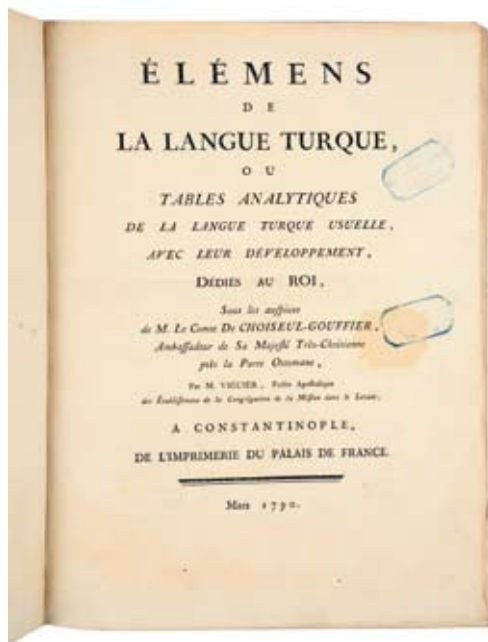 ÉLÉMENS
DE
LA LANGUE TURQUE,
OU
TABLES ANALYTIQUES
DE LA LANGUE TURQUE USUELLE,
AVEC LEUR DÉVELOPPEMENT,
DÉDIÉS AU ROI,
Sous les auspices
de M. Le Comte De CHOISEUL-GOUFFIER,
Ambassadeur de Sa Majesté Très-Chrétienne
près la Porte Ottomane,
Par M. VIGUIER, Préfet Apostolique
des Établissemens de la Congrégation de la Mission dans le Levant.
A CONSTANTINOPLE,
DE L'IMPRIMERIE DU PALAIS DE FRANCE.
Mars 1790.